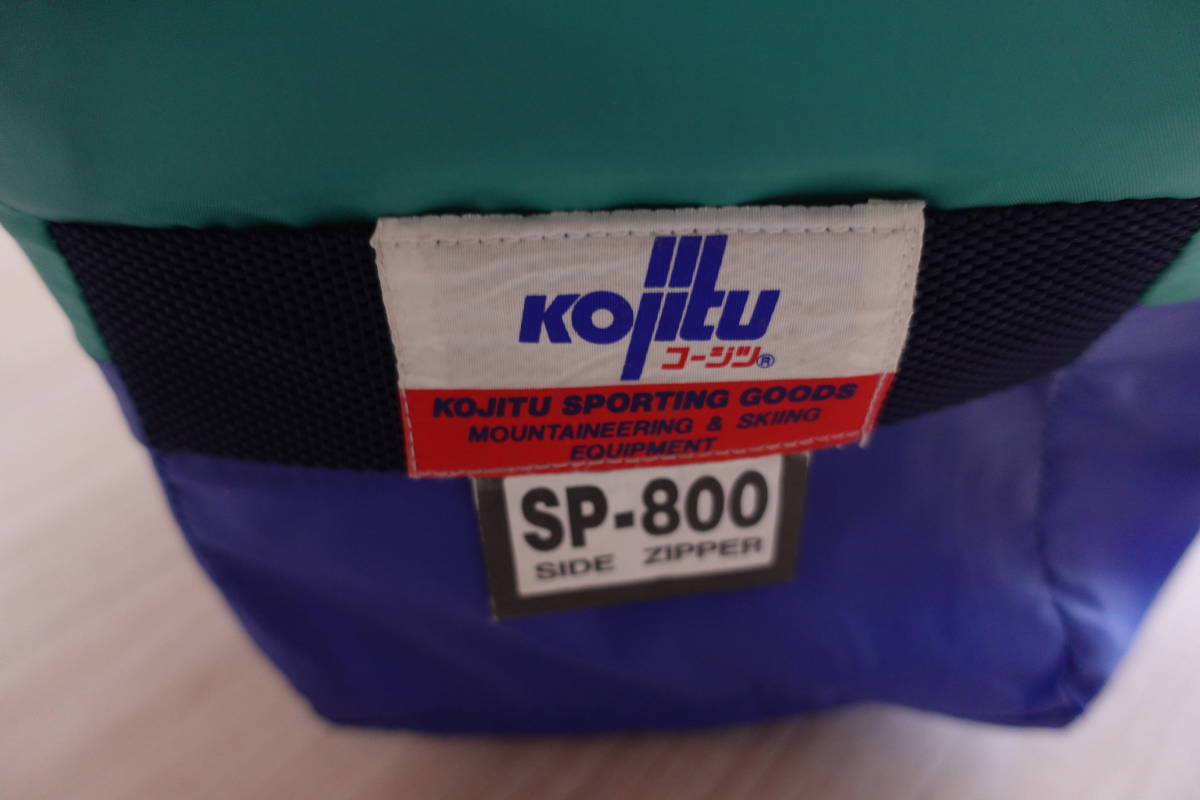 Kojitu
コージツ®
KOJITU SPORTING GOODS
MOUNTAINEERING & SKIING
EQUIPMENT
SP-800
SIDE ZIPPER